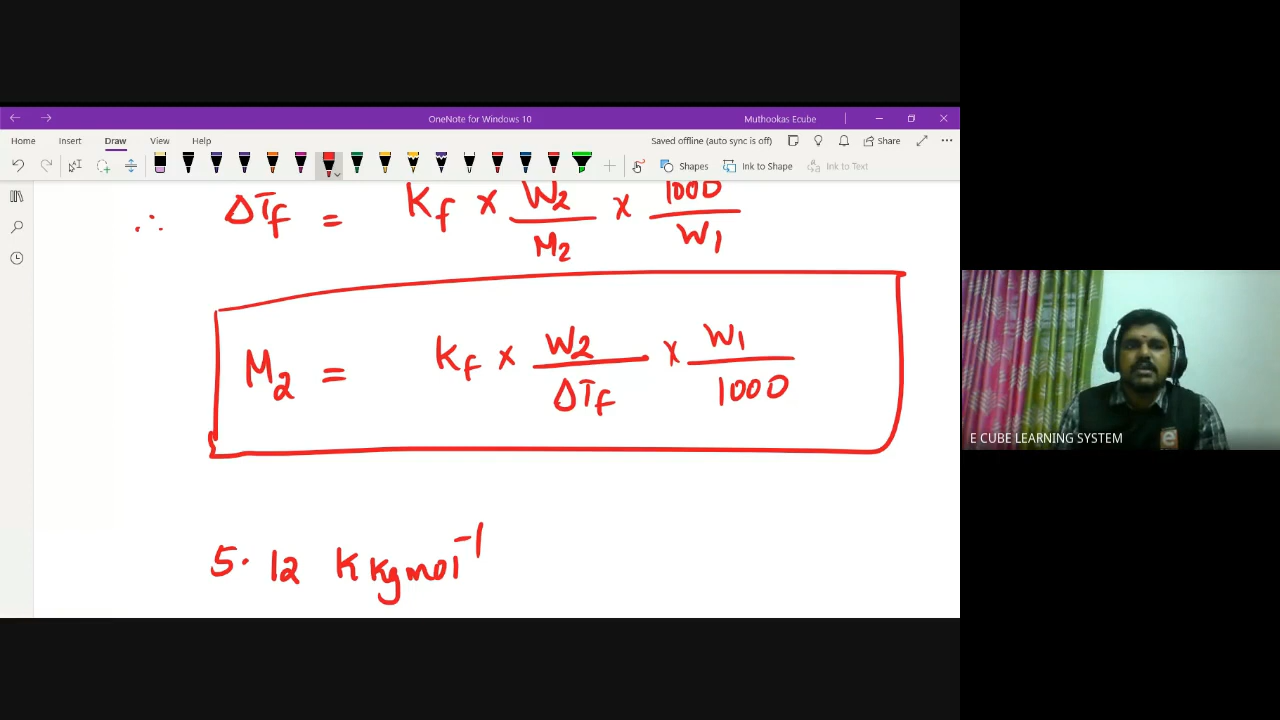 OneNote for Windows 10
Muthookas Ecube
Home Insert Draw View Help
Saved offline (auto sync is off)
Share
Shapes
Ink to Shape
Ink to Text
∴ ΔTf = Kf × W2/M2 × 1000/W1
M2 = Kf × W2/ΔTf × W1/1000
5.12 K Kg mol⁻¹
E CUBE LEARNING SYSTEM
e